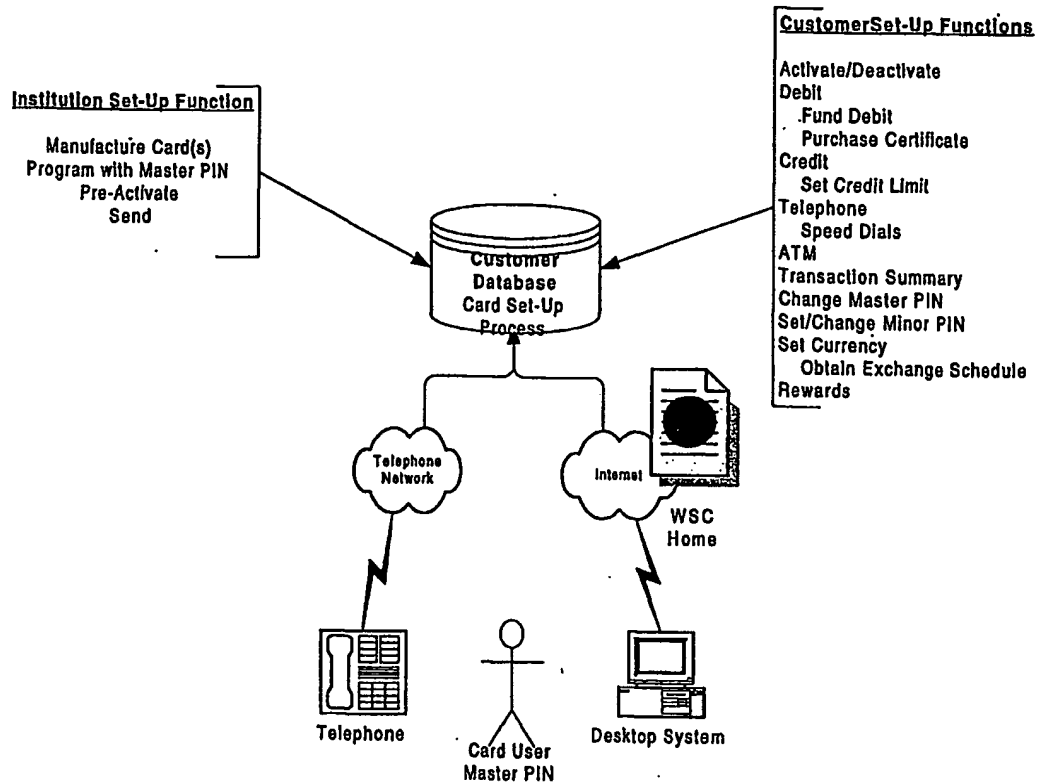 Institution Set-Up Function
Manufacture Card(s)
Program with Master PIN
Pre-Activate
Send
CustomerSet-Up Functions
Activate/Deactivate
Debit
.Fund Debit
Purchase Certificate
Credit
Set Credit Limit
Telephone
Speed Dials
ATM
Transaction Summary
Change Master PIN
Set/Change Minor PIN
Set Currency
Obtain Exchange Schedule
Rewards
Customer
Database
Card Set-Up
Process
Telephone
Network
Internet
WSC
Home
Telephone
Card User
Master PIN
Desktop System